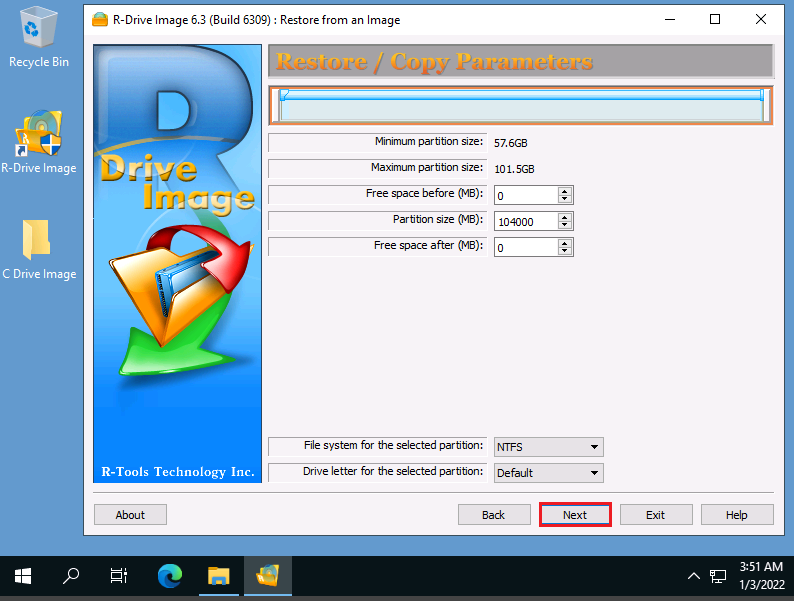 R-Drive Image 6.3 (Build 6309) : Restore from an Image
Recycle Bin
R-Drive Image
C Drive Image
R
Drive
Image
R-Tools Technology Inc.
Restore / Copy Parameters
Minimum partition size: 57.6GB
Maximum partition size: 101.5GB
Free space before (MB): 0
Partition size (MB): 104000
Free space after (MB): 0
File system for the selected partition: NTFS
Drive letter for the selected partition: Default
About Back Next Exit Help
3:51 AM
1/3/2022